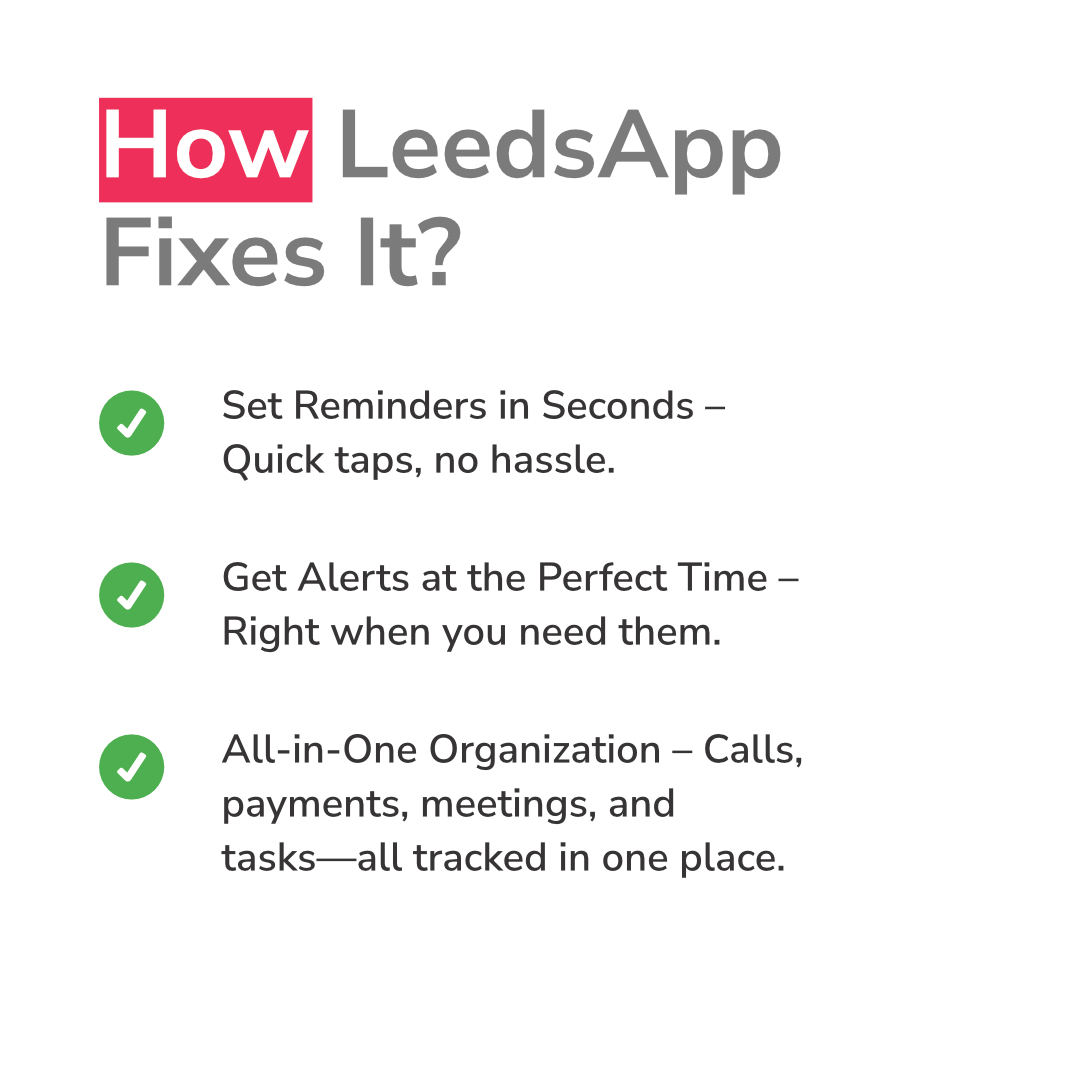 How LeedsApp
Fixes It?
Set Reminders in Seconds –
Quick taps, no hassle.
Get Alerts at the Perfect Time –
Right when you need them.
All-in-One Organization – Calls,
payments, meetings, and
tasks—all tracked in one place.